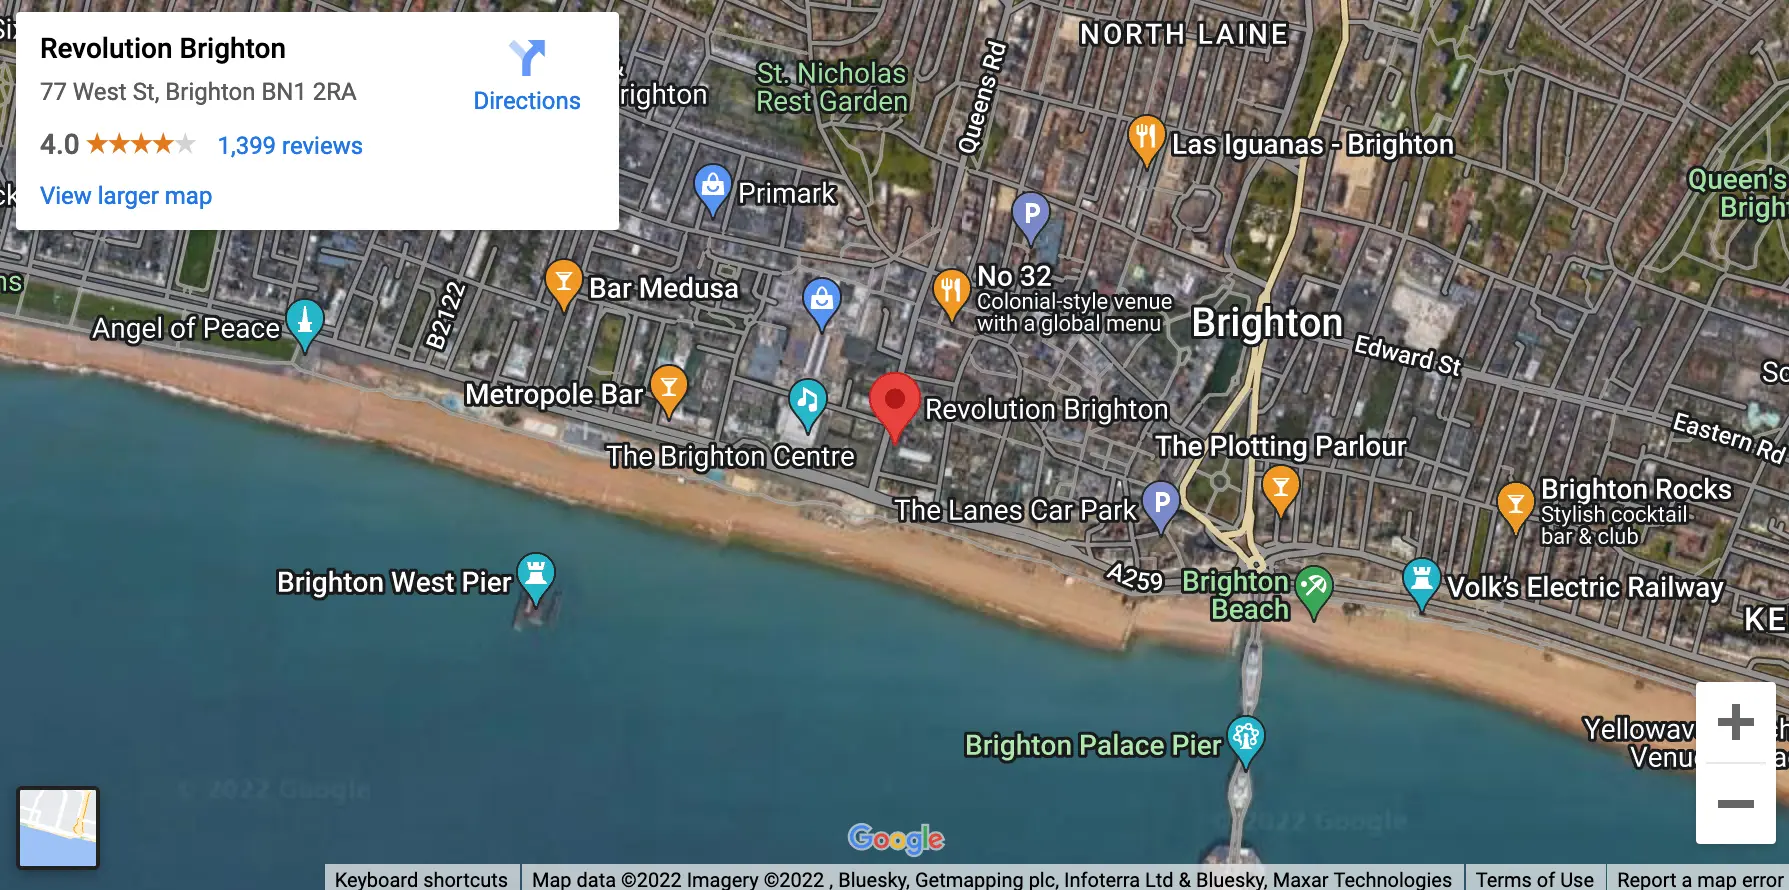 Revolution Brighton
77 West St, Brighton BN1 2RA
4.0
1,399 reviews
View larger map
Directions
NORTH LAINE
St. Nicholas
Rest Garden
Queens Rd
Las Iguanas - Brighton
Queen's
Primark
P
No 32
Colonial-style venue
with a global menu
Bar Medusa
B2122
Angel of Peace
Brighton
Edward St
Metropole Bar
Revolution Brighton
The Brighton Centre
The Plotting Parlour
Eastern Rd
The Lanes Car Park
P
Brighton Rocks
Stylish cocktail
bar & club
A259
Brighton West Pier
Brighton
Beach
Volk's Electric Railway
Brighton Palace Pier
© 2022 Google
2022 Google
Google
Keyboard shortcuts
Map data ©2022 Imagery ©2022 , Bluesky, Getmapping plc, Infoterra Ltd & Bluesky, Maxar Technologies
Terms of Use
Report a map error